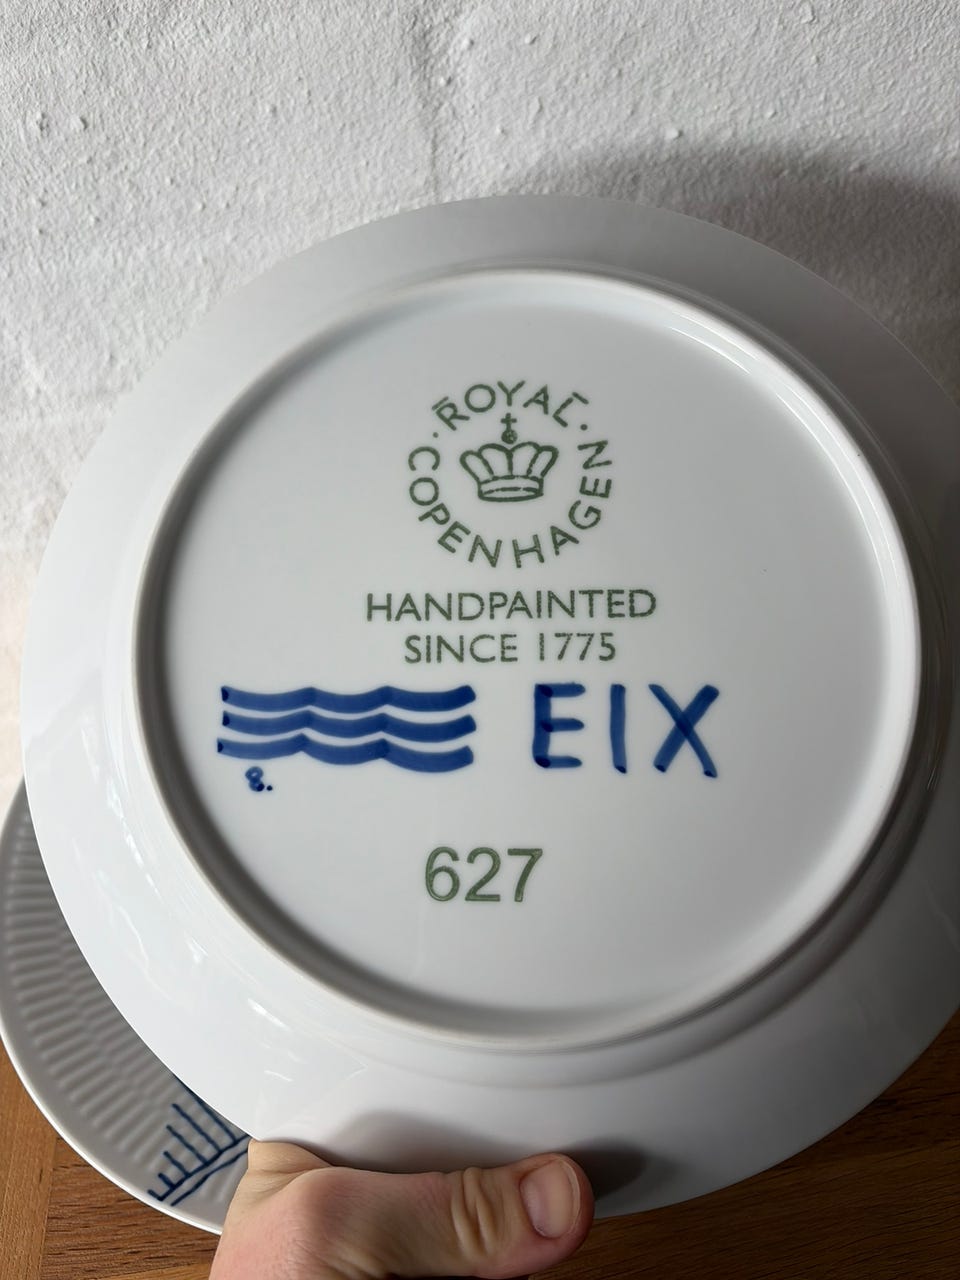 ROYAL
COPENHAGEN
HANDPAINTED
SINCE 1775
EIX
8.
627